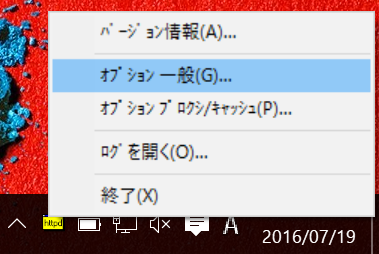 ﾊﾞｰｼﾞｮﾝ情報(A)...
ｵﾌﾟｼｮﾝ 一般(G)...
ｵﾌﾟｼｮﾝ ﾌﾟﾛｸｼ/ｷｬｯｼｭ(P)...
ﾛｸﾞを開く(O)...
終了(X)
httpd A
2016/07/19